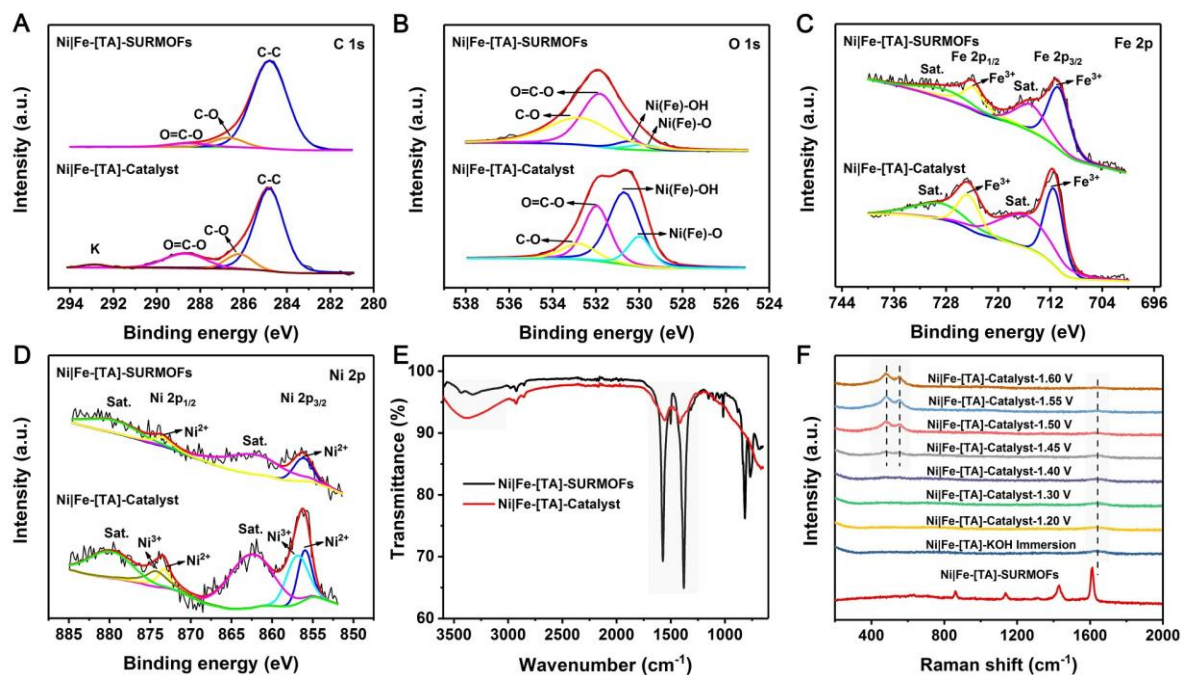 A
Ni|Fe-[TA]-SURMOFs
C 1s
C-C
C-O
O=C-O
Ni|Fe-[TA]-Catalyst
C-C
K
O=C-O
C-O
Intensity (a.u.)
294 292 290 288 286 284 282 280
Binding energy (eV)
B
Ni|Fe-[TA]-SURMOFs
O 1s
O=C-O
C-O
Ni(Fe)-OH
Ni(Fe)-O
Ni|Fe-[TA]-Catalyst
O=C-O
C-O
Ni(Fe)-OH
Ni(Fe)-O
Intensity (a.u.)
538 536 534 532 530 528 526 524
Binding energy (eV)
C
Ni|Fe-[TA]-SURMOFs
Fe 2p
Fe 2p1/2 Fe 2p3/2
Sat. Fe³⁺ Sat. Fe³⁺
Ni|Fe-[TA]-Catalyst
Sat. Fe³⁺ Sat. Fe³⁺
Intensity (a.u.)
744 736 728 720 712 704 696
Binding energy (eV)
D
Ni|Fe-[TA]-SURMOFs
Ni 2p
Ni 2p1/2 Ni 2p3/2
Sat. Ni²⁺ Sat. Ni²⁺
Ni|Fe-[TA]-Catalyst
Sat. Ni³⁺ Ni²⁺ Sat. Ni³⁺ Ni²⁺
Intensity (a.u.)
885 875 865 855 850
Binding energy (eV)
E
Transmittance (%)
100
90
80
70
60
Ni|Fe-[TA]-SURMOFs
Ni|Fe-[TA]-Catalyst
3500 3000 2500 2000 1500 1000
Wavenumber (cm⁻¹)
F
Ni|Fe-[TA]-Catalyst-1.60 V
Ni|Fe-[TA]-Catalyst-1.55 V
Ni|Fe-[TA]-Catalyst-1.50 V
Ni|Fe-[TA]-Catalyst-1.45 V
Ni|Fe-[TA]-Catalyst-1.40 V
Ni|Fe-[TA]-Catalyst-1.30 V
Ni|Fe-[TA]-Catalyst-1.20 V
Ni|Fe-[TA]-KOH Immersion
Ni|Fe-[TA]-SURMOFs
Intensity (a.u.)
400 800 1200 1600 2000
Raman shift (cm⁻¹)